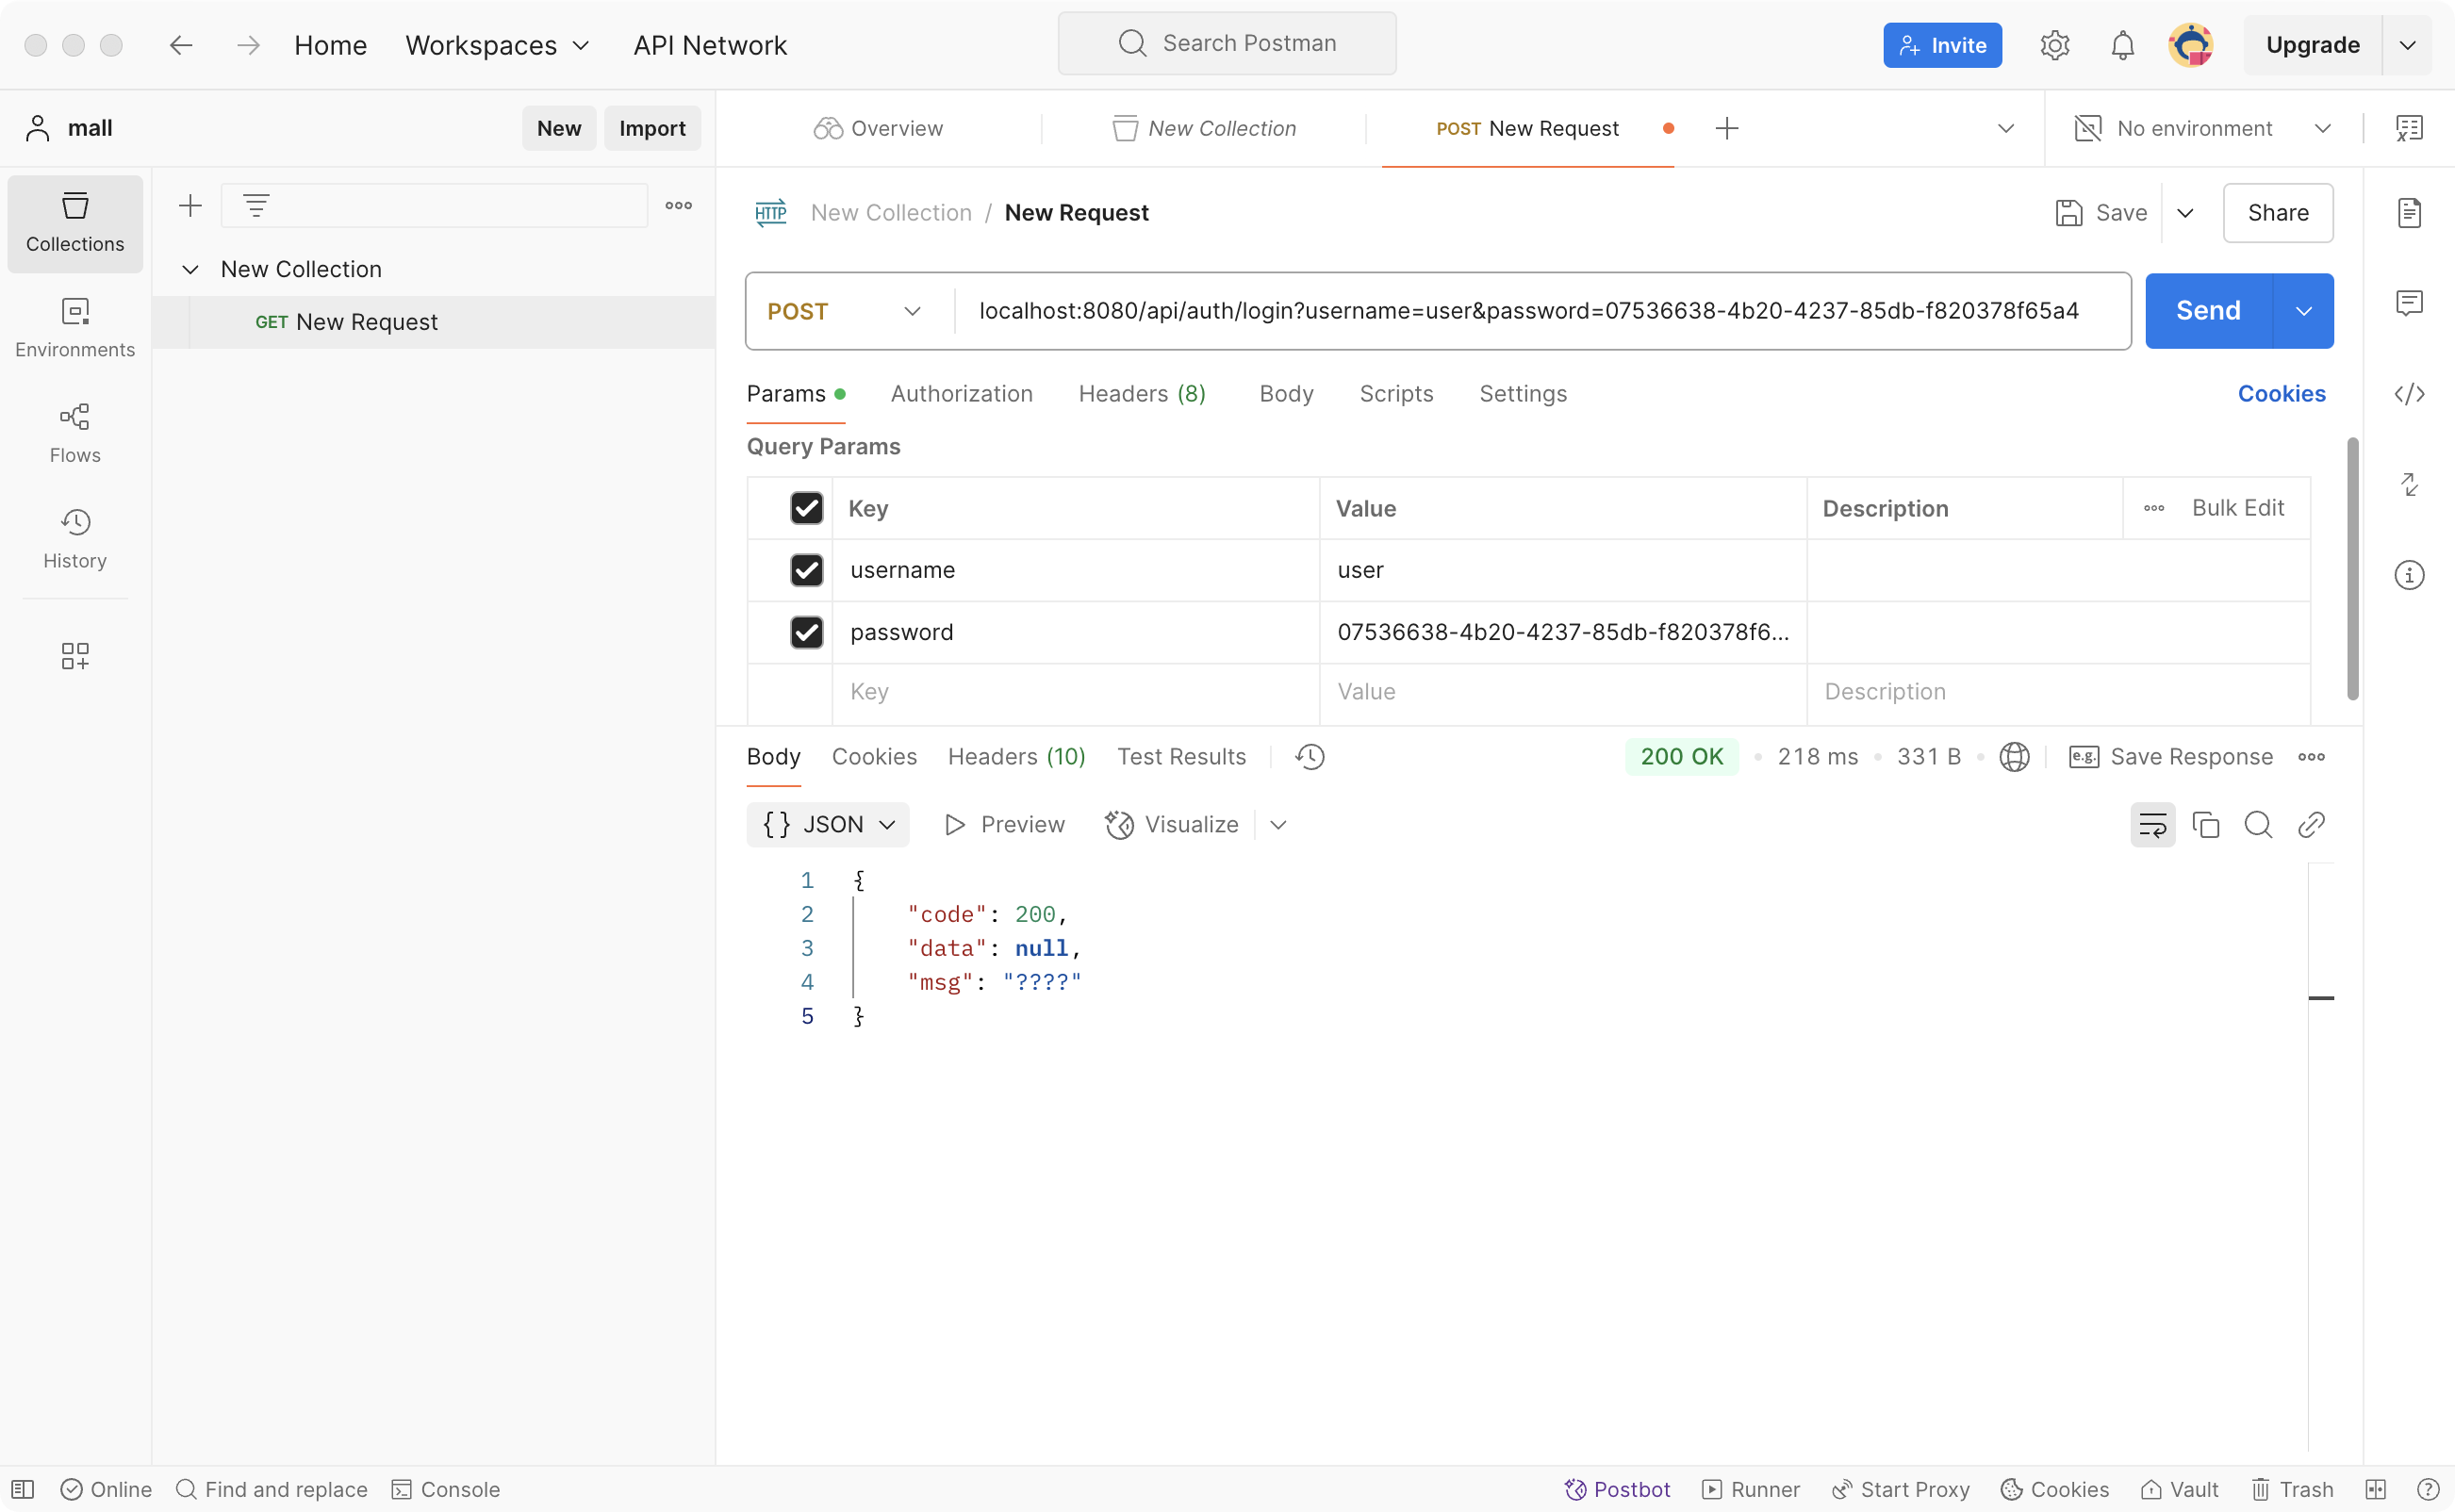 Home Workspaces API Network
Search Postman
Invite
Upgrade
mall
New Import
Overview
New Collection
POST New Request
No environment
Collections
Environments
Flows
History
New Collection
GET New Request
HTTP New Collection / New Request
Save
Share
POST localhost:8080/api/auth/login?username=user&password=07536638-4b20-4237-85db-f820378f65a4
Send
Params Authorization Headers (8) Body Scripts Settings
Cookies
Query Params
Key Value Description Bulk Edit
username user
password 07536638-4b20-4237-85db-f820378f6...
Key Value Description
Body Cookies Headers (10) Test Results
200 OK 218 ms 331 B e.g. Save Response
{} JSON Preview Visualize
1 {
2 "code": 200,
3 "data": null,
4 "msg": "????"
5 }
Online Find and replace Console
Postbot Runner Start Proxy Cookies Vault Trash